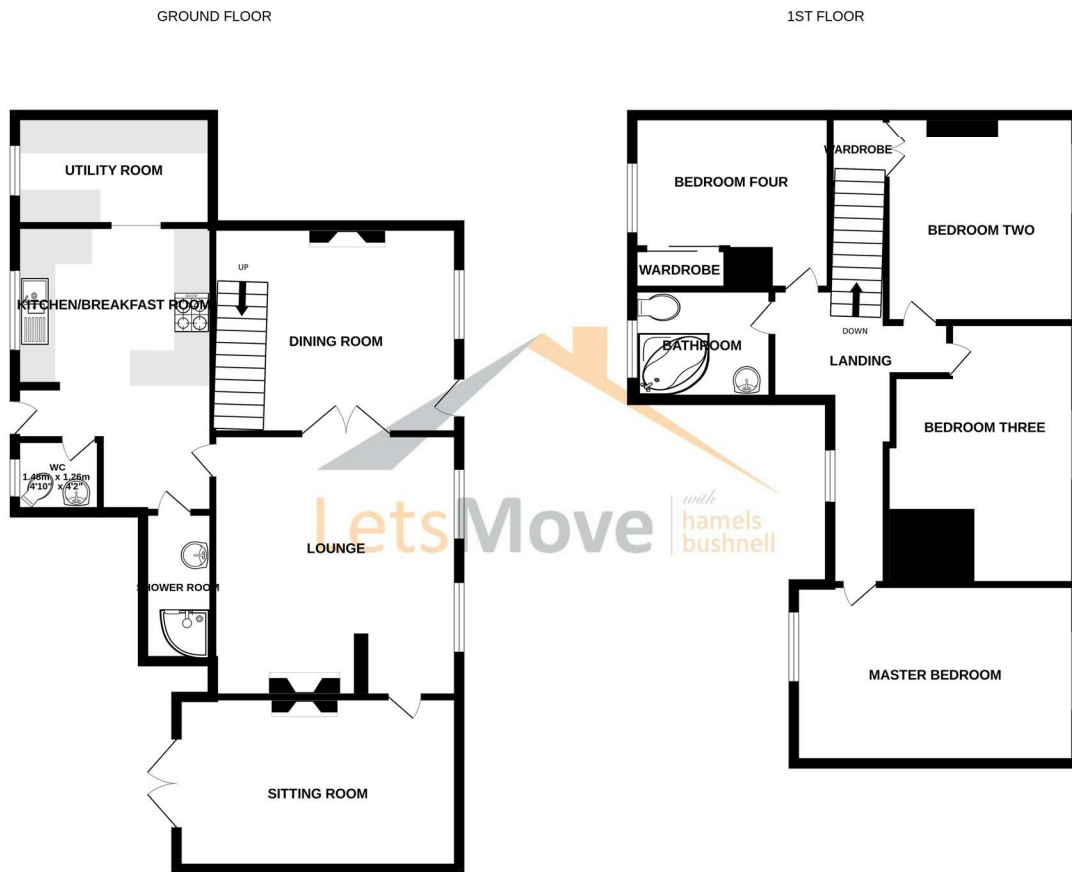 GROUND FLOOR
1ST FLOOR
UTILITY ROOM
KITCHEN/BREAKFAST ROOM
UP
DINING ROOM
WC
1.48m x 1.26m
4'10" x 4'2"
LOUNGE
SHOWER ROOM
SITTING ROOM
BEDROOM FOUR
WARDROBE
BEDROOM TWO
WARDROBE
BATHROOM
DOWN
LANDING
BEDROOM THREE
MASTER BEDROOM
LetsMove
with
hamels
bushnell